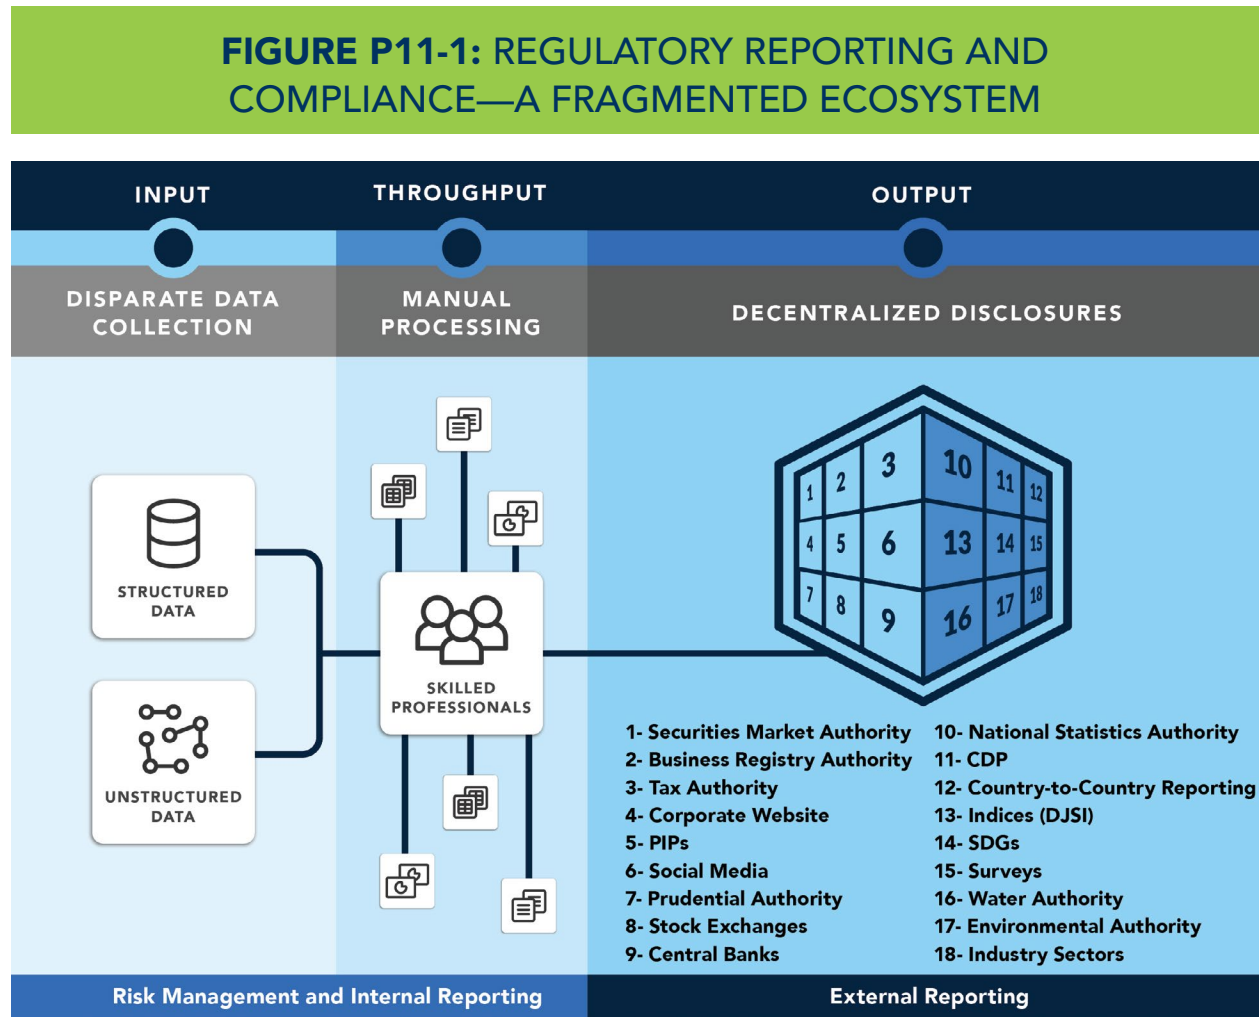 FIGURE P11-1: REGULATORY REPORTING AND
COMPLIANCE—A FRAGMENTED ECOSYSTEM
INPUT
THROUGHPUT
OUTPUT
DISPARATE DATA
COLLECTION
MANUAL
PROCESSING
DECENTRALIZED DISCLOSURES
STRUCTURED
DATA
UNSTRUCTURED
DATA
SKILLED
PROFESSIONALS
1 2 3 10 11 12
4 5 6 13 14 15
7 8 9 16 17 18
1- Securities Market Authority
2- Business Registry Authority
3- Tax Authority
4- Corporate Website
5- PIPs
6- Social Media
7- Prudential Authority
8- Stock Exchanges
9- Central Banks
10- National Statistics Authority
11- CDP
12- Country-to-Country Reporting
13- Indices (DJSI)
14- SDGs
15- Surveys
16- Water Authority
17- Environmental Authority
18- Industry Sectors
Risk Management and Internal Reporting
External Reporting